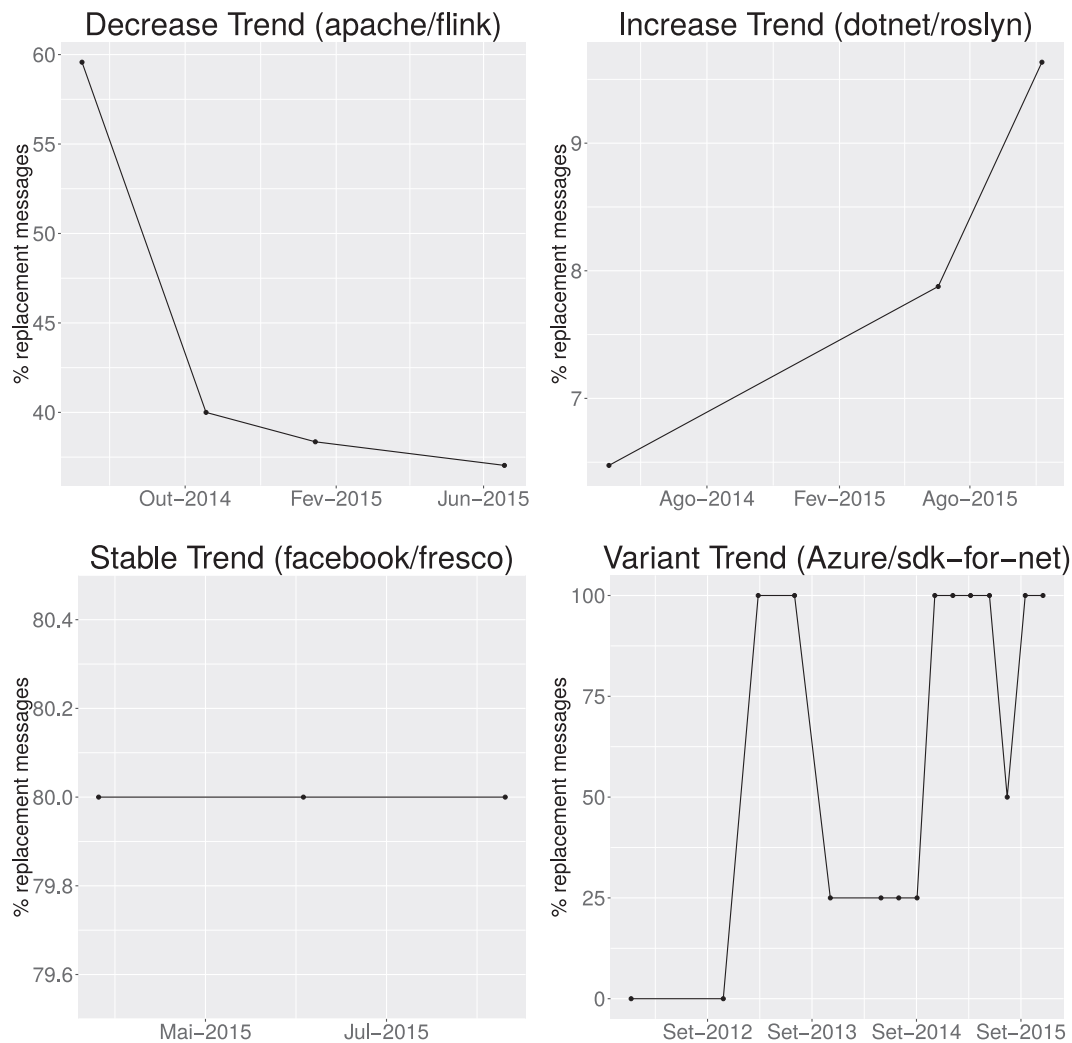 Decrease Trend (apache/flink)
% replacement messages
60
55
50
45
40
Out−2014 Fev−2015 Jun−2015
Increase Trend (dotnet/roslyn)
% replacement messages
9
8
7
Ago−2014 Fev−2015 Ago−2015
Stable Trend (facebook/fresco)
% replacement messages
80.4
80.2
80.0
79.8
79.6
Mai−2015 Jul−2015
Variant Trend (Azure/sdk−for−net)
% replacement messages
100
75
50
25
0
Set−2012 Set−2013 Set−2014 Set−2015